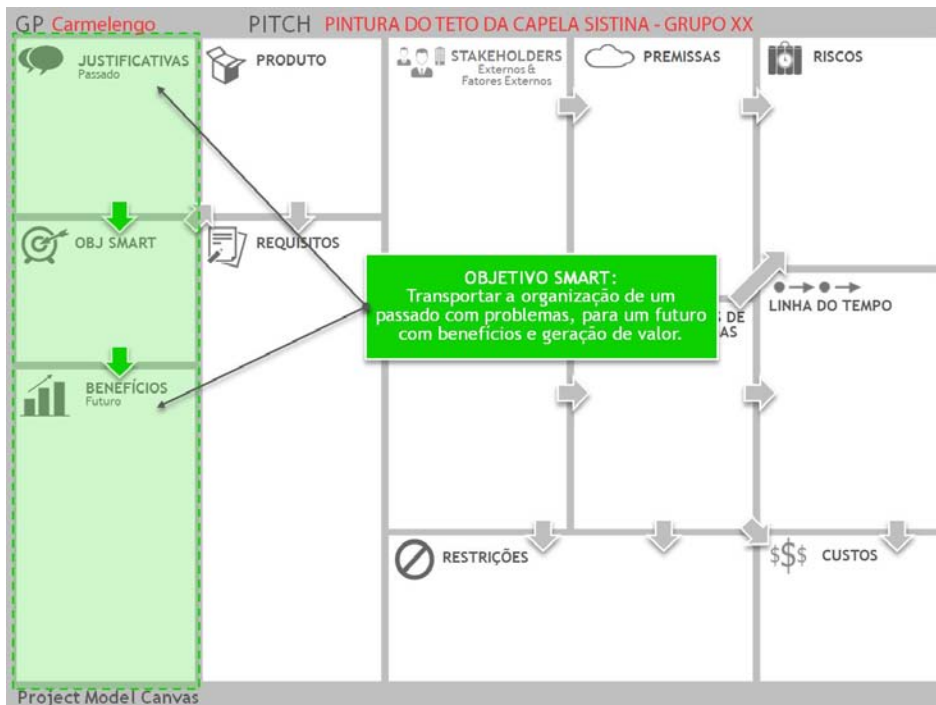 GP Carmelengo
PITCH PINTURA DO TETO DA CAPELA SISTINA - GRUPO XX
JUSTIFICATIVAS
Passado
PRODUTO
STAKEHOLDERS
Externos &
Fatores Externos
PREMISSAS
RISCOS
OBJ SMART
REQUISITOS
OBJETIVO SMART:
Transportar a organização de um
passado com problemas, para um futuro
com benefícios e geração de valor.
S DE
AS
LINHA DO TEMPO
BENEFÍCIOS
Futuro
RESTRIÇÕES
$$$ CUSTOS
Project Model Canvas